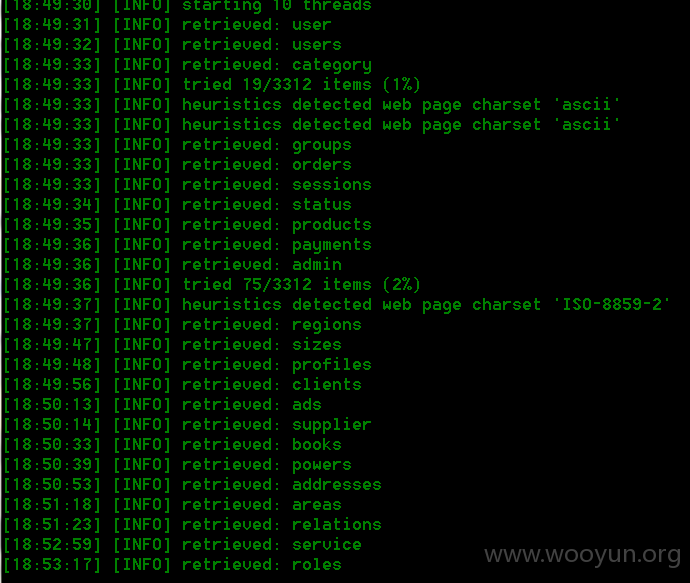 [18:49:30] [INFO] starting 10 threads
[18:49:31] [INFO] retrieved: user
[18:49:32] [INFO] retrieved: users
[18:49:33] [INFO] retrieved: category
[18:49:33] [INFO] tried 19/3312 items (1%)
[18:49:33] [INFO] heuristics detected web page charset 'ascii'
[18:49:33] [INFO] heuristics detected web page charset 'ascii'
[18:49:33] [INFO] retrieved: groups
[18:49:33] [INFO] retrieved: orders
[18:49:33] [INFO] retrieved: sessions
[18:49:34] [INFO] retrieved: status
[18:49:35] [INFO] retrieved: products
[18:49:36] [INFO] retrieved: payments
[18:49:36] [INFO] retrieved: admin
[18:49:36] [INFO] tried 75/3312 items (2%)
[18:49:37] [INFO] heuristics detected web page charset 'ISO-8859-2'
[18:49:37] [INFO] retrieved: regions
[18:49:47] [INFO] retrieved: sizes
[18:49:48] [INFO] retrieved: profiles
[18:49:56] [INFO] retrieved: clients
[18:50:13] [INFO] retrieved: ads
[18:50:14] [INFO] retrieved: supplier
[18:50:33] [INFO] retrieved: books
[18:50:39] [INFO] retrieved: powers
[18:50:53] [INFO] retrieved: addresses
[18:51:18] [INFO] retrieved: areas
[18:51:23] [INFO] retrieved: relations
[18:52:59] [INFO] retrieved: service
[18:53:17] [INFO] retrieved: roles
www.wooyun.org